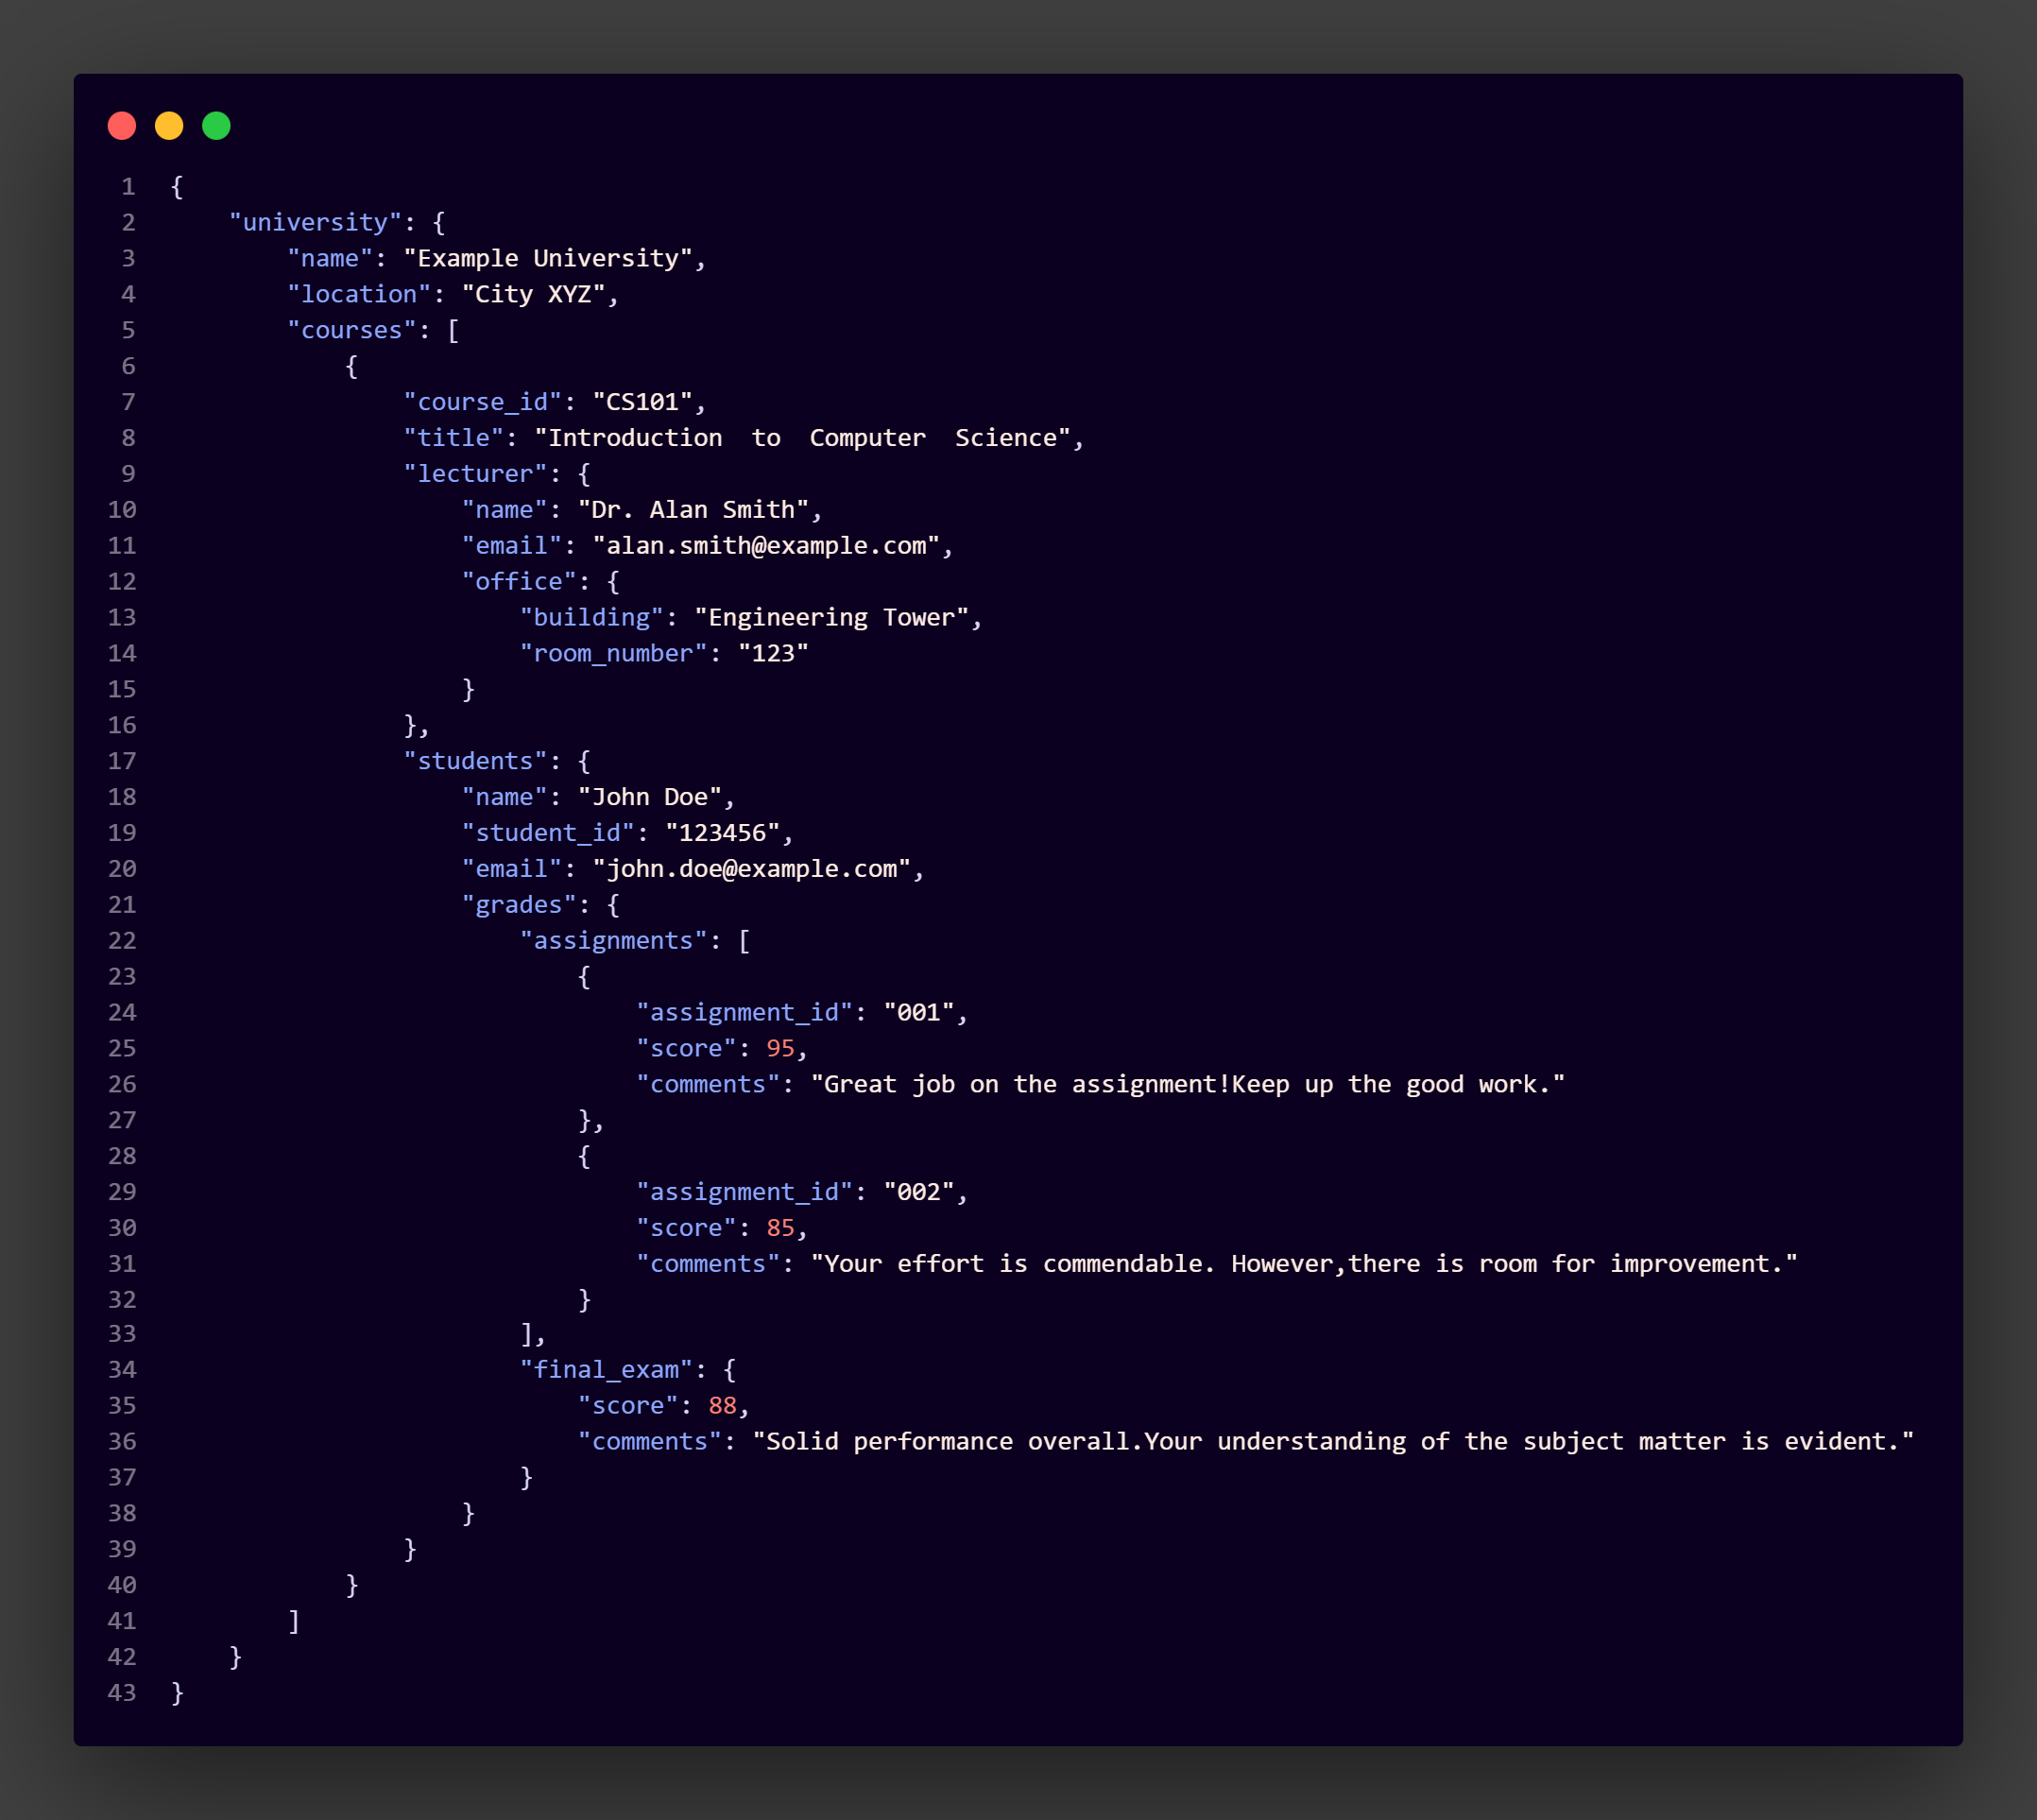 1 {
2     "university": {
3         "name": "Example University",
4         "location": "City XYZ",
5         "courses": [
6             {
7                 "course_id": "CS101",
8                 "title": "Introduction  to  Computer  Science",
9                 "lecturer": {
10                     "name": "Dr. Alan Smith",
11                     "email": "alan.smith@example.com",
12                     "office": {
13                         "building": "Engineering Tower",
14                         "room_number": "123"
15                     }
16                 },
17                 "students": {
18                     "name": "John Doe",
19                     "student_id": "123456",
20                     "email": "john.doe@example.com",
21                     "grades": {
22                         "assignments": [
23                             {
24                                 "assignment_id": "001",
25                                 "score": 95,
26                                 "comments": "Great job on the assignment!Keep up the good work."
27                             },
28                             {
29                                 "assignment_id": "002",
30                                 "score": 85,
31                                 "comments": "Your effort is commendable. However,there is room for improvement."
32                             }
33                         ],
34                         "final_exam": {
35                             "score": 88,
36                             "comments": "Solid performance overall.Your understanding of the subject matter is evident."
37                         }
38                     }
39                 }
40             }
41         ]
42     }
43 }